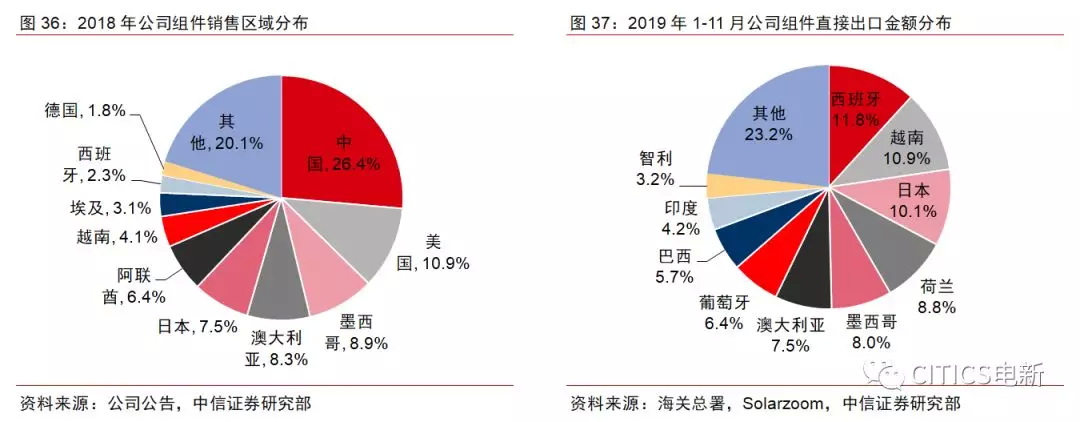 图 36：2018 年公司组件销售区域分布
中
国, 26.4%
美
国, 10.9%
墨西
哥, 8.9%
澳大利
亚, 8.3%
日本, 7.5%
阿联
酋, 6.4%
越南, 4.1%
埃及, 3.1%
西班
牙, 2.3%
德国, 1.8%
其
他, 20.1%
资料来源：公司公告，中信证券研究部
图 37：2019 年 1-11 月公司组件直接出口金额分布
西班牙
11.8%
越南
10.9%
日本
10.1%
荷兰
8.8%
墨西哥
8.0%
澳大利亚
7.5%
葡萄牙
6.4%
巴西
5.7%
印度
4.2%
智利
3.2%
其他
23.2%
CITICS电新
资料来源：海关总署，Solarzoom，中信证券研究部